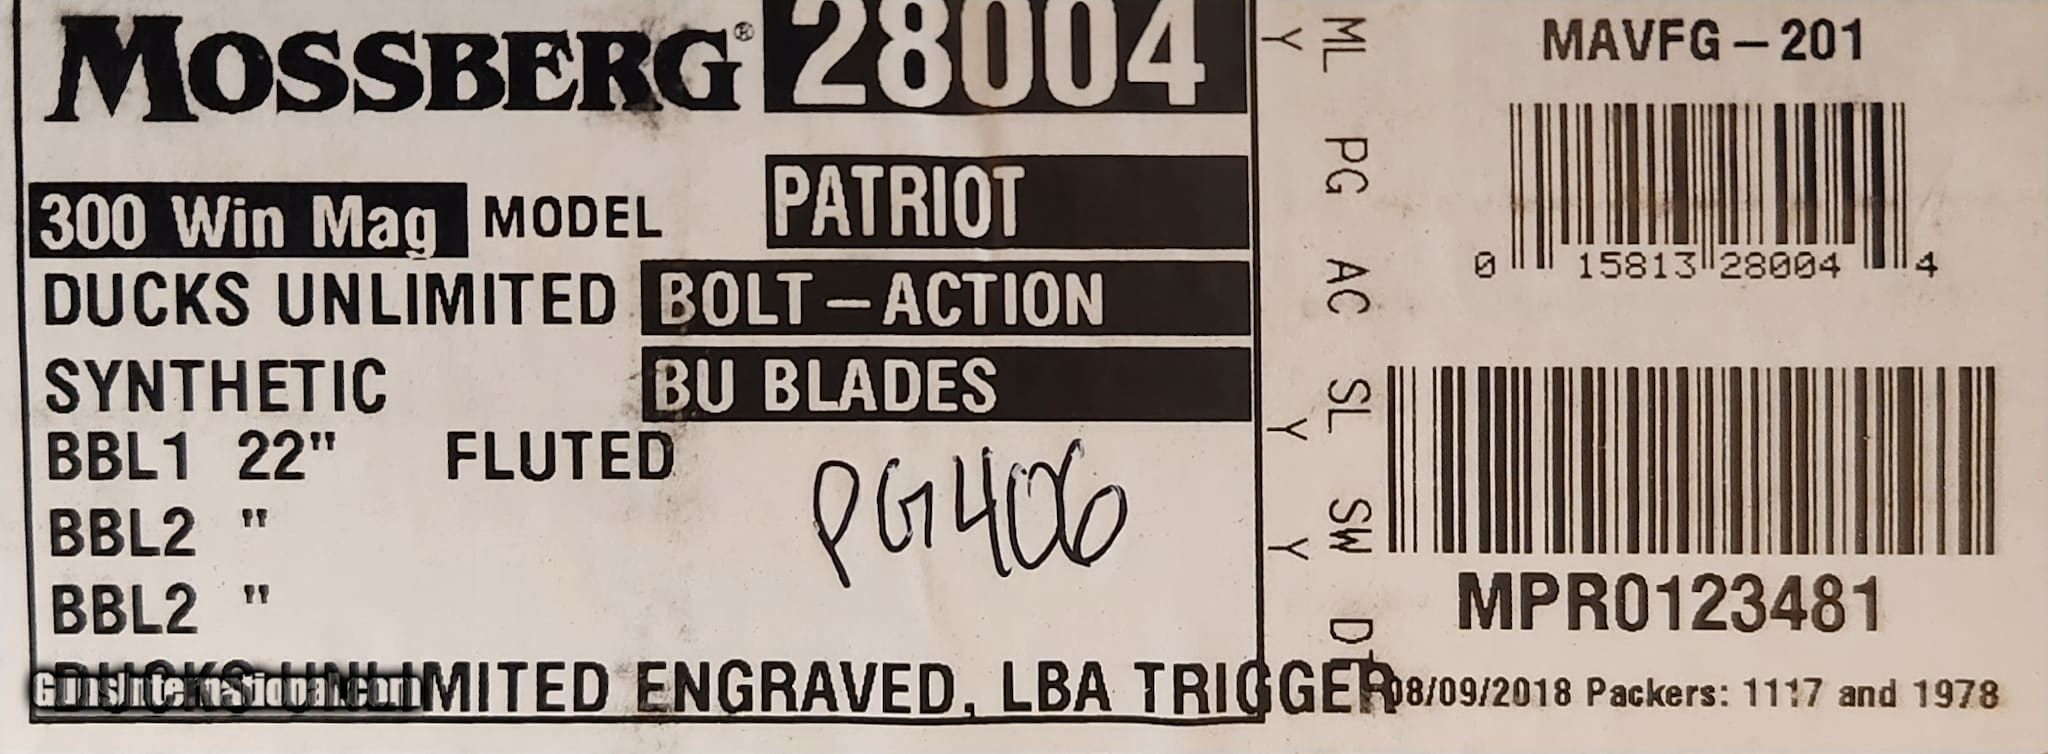 MOSSBERG® 28004
300 Win Mag MODEL PATRIOT
DUCKS UNLIMITED BOLT-ACTION
SYNTHETIC BU BLADES
BBL1 22" FLUTED
BBL2 "
BBL2 "
PG406
DUCKS UNLIMITED ENGRAVED, LBA TRIGGER
GunsInternational.com
ML Y
PG
AC
SL Y
SW Y
MAVFG-201
0 15813 28004 4
MPR0123481
08/09/2018 Packers: 1117 and 1978